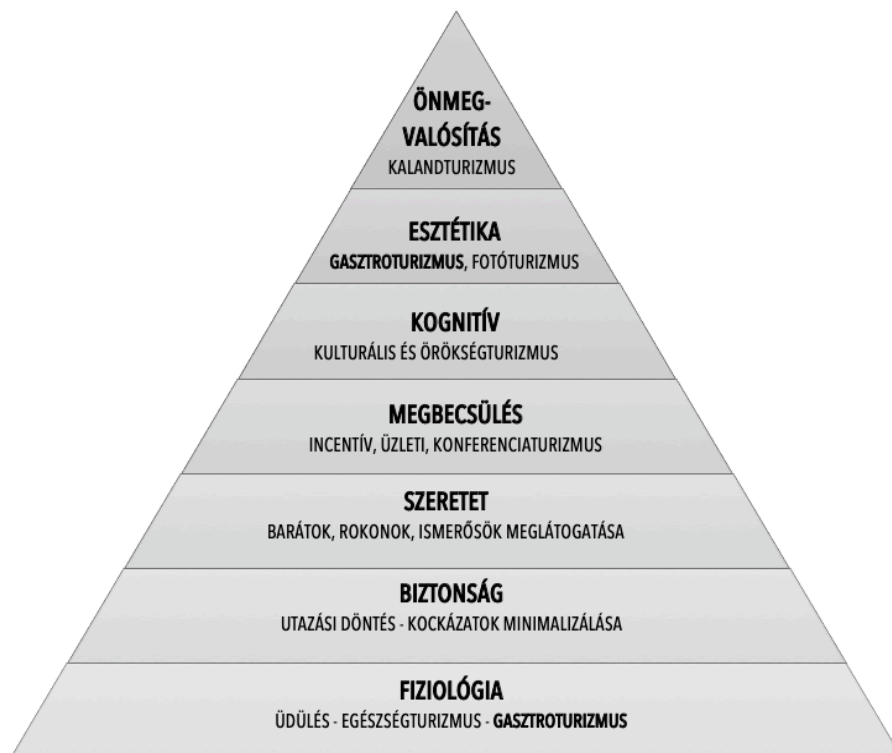 ÖNMEG-
VALÓSÍTÁS
KALANDTURIZMUS
ESZTÉTIKA
GASZTROTURIZMUS, FOTÓTURIZMUS
KOGNITÍV
KULTURÁLIS ÉS ÖRÖKSÉGTURIZMUS
MEGBECSÜLÉS
INCENTÍV, ÜZLETI, KONFERENCIATURIZMUS
SZERETET
BARÁTOK, ROKONOK, ISMERŐSÖK MEGLÁTOGATÁSA
BIZTONSÁG
UTAZÁSI DÖNTÉS - KOCKÁZATOK MINIMALIZÁLÁSA
FIZIOLÓGIA
ÜDÜLÉS - EGÉSZSÉGTURIZMUS - GASZTROTURIZMUS